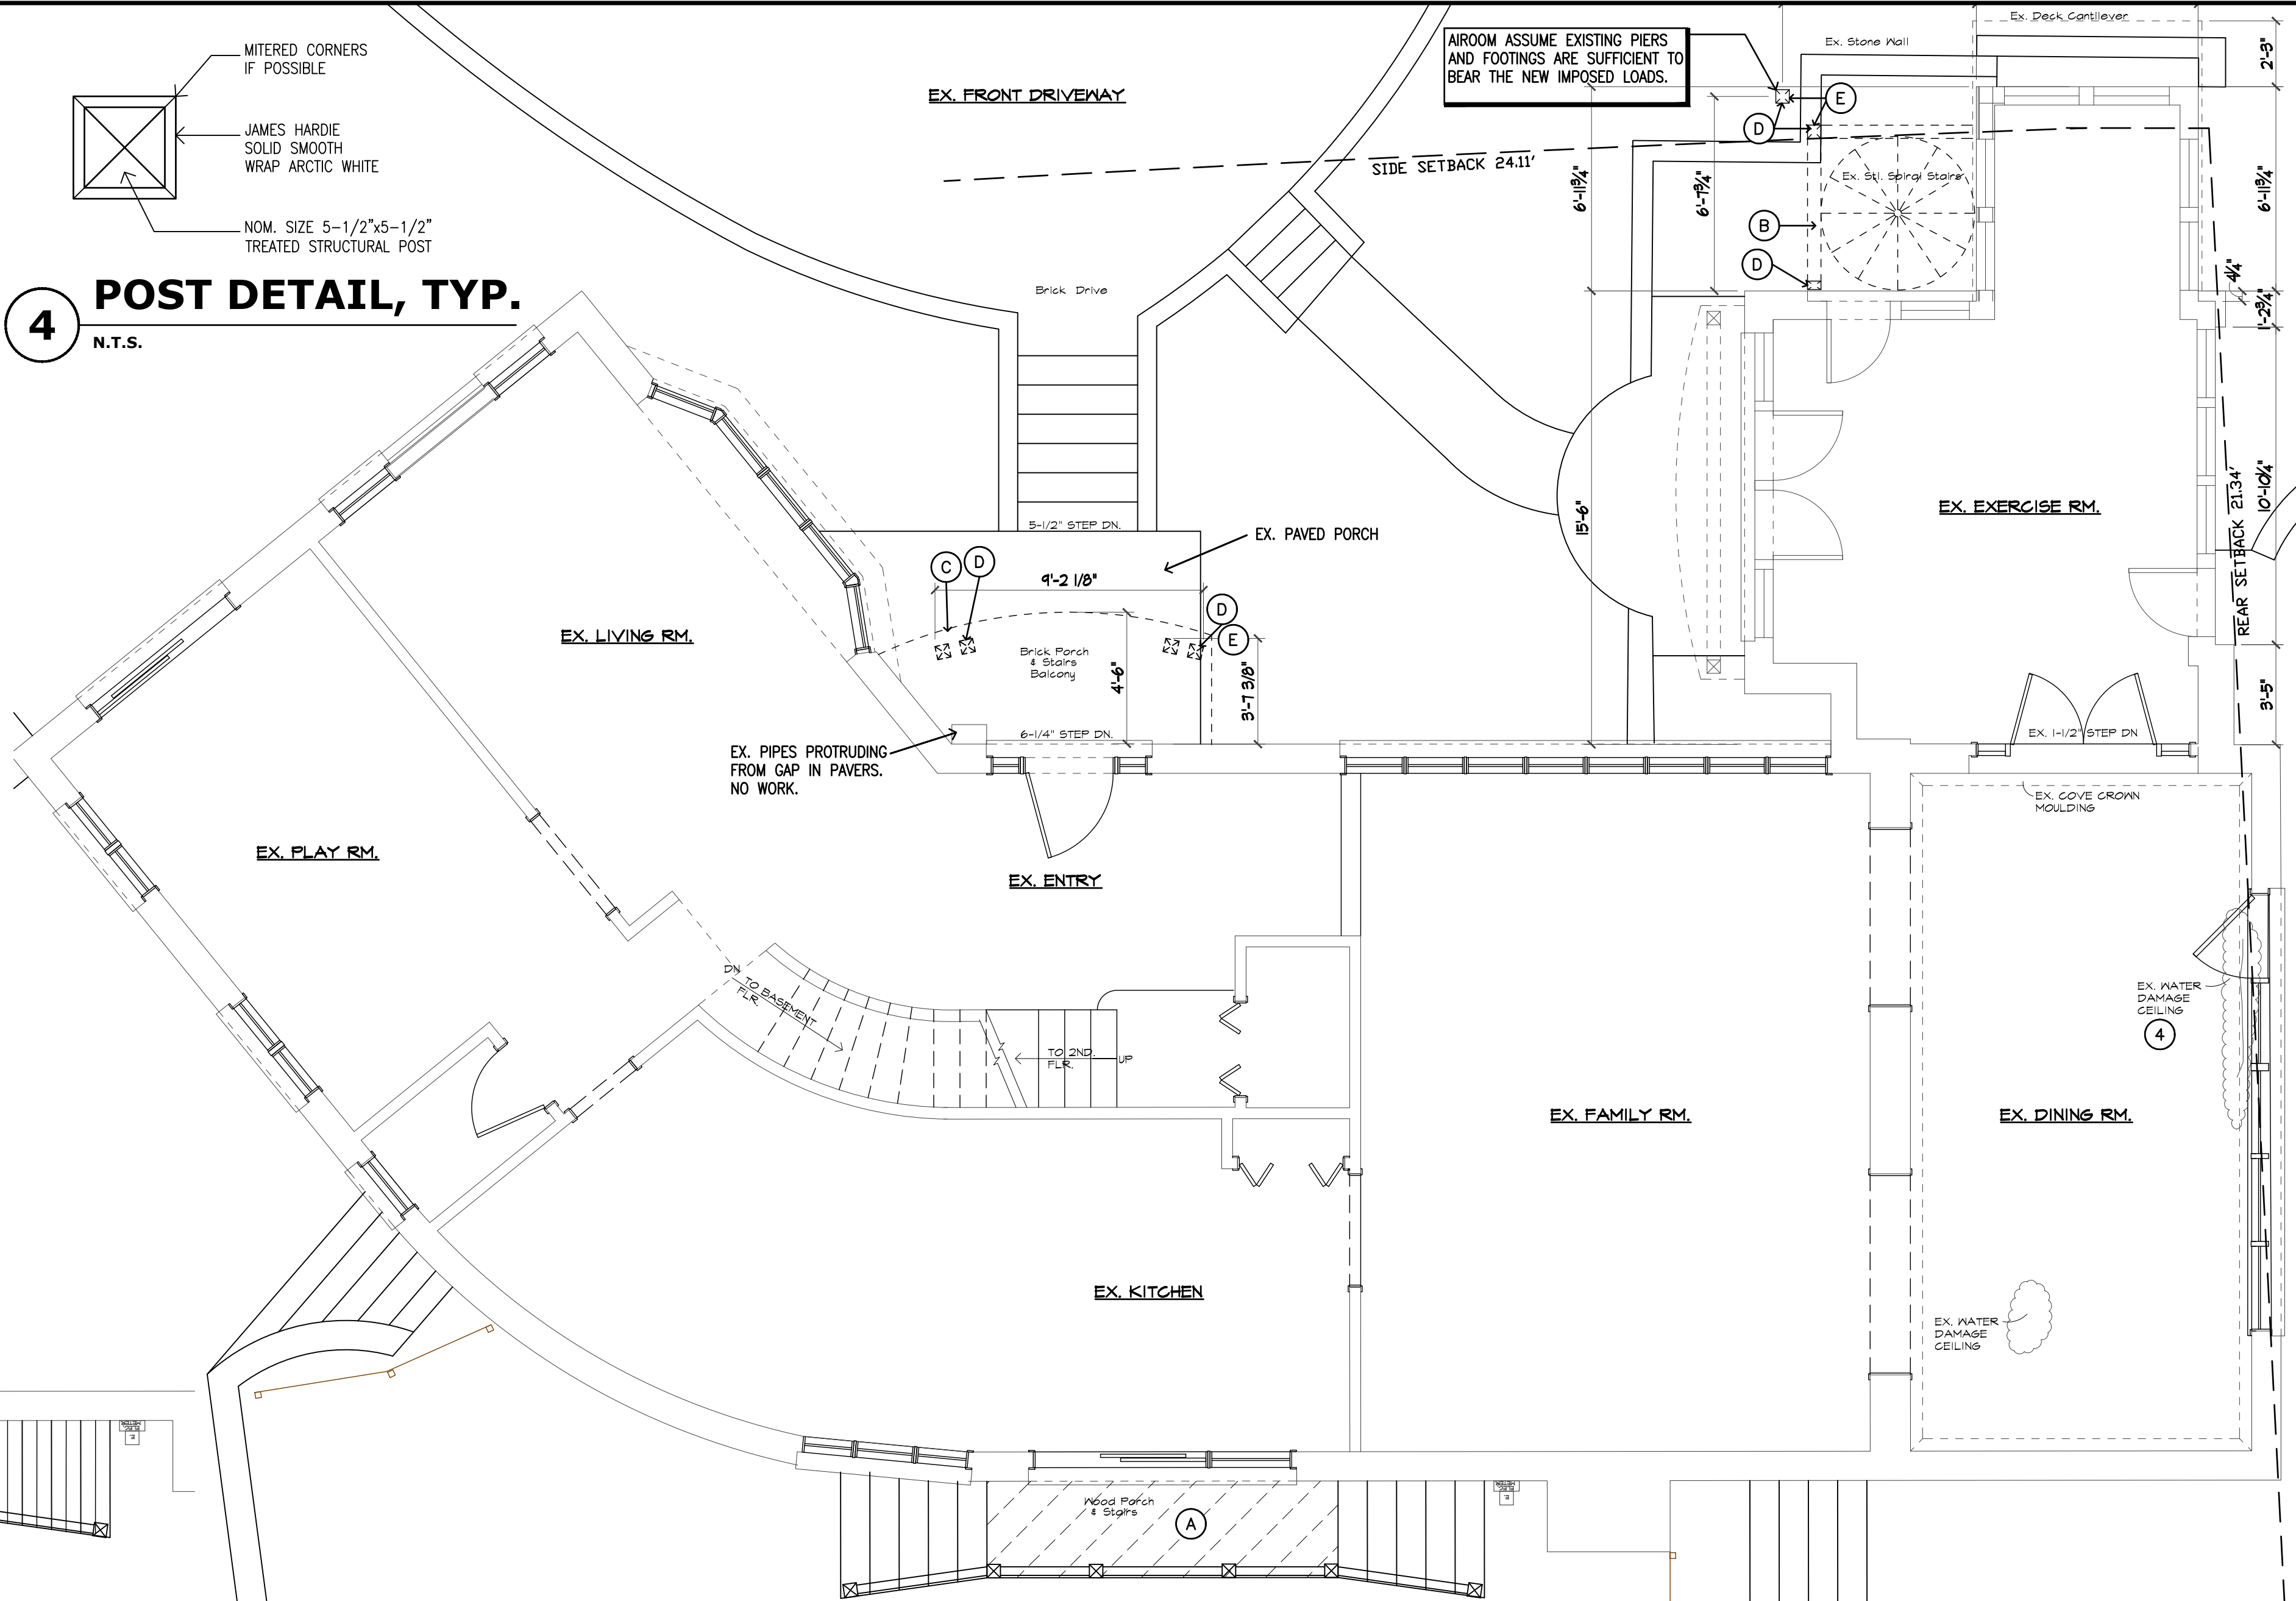 MITERED CORNERS
IF POSSIBLE
JAMES HARDIE
SOLID SMOOTH
WRAP ARCTIC WHITE
NOM. SIZE 5-1/2"x5-1/2"
TREATED STRUCTURAL POST
4
POST DETAIL, TYP.
N.T.S.
EX. FRONT DRIVEWAY
AIROOM ASSUME EXISTING PIERS
AND FOOTINGS ARE SUFFICIENT TO
BEAR THE NEW IMPOSED LOADS.
Ex. Deck Cantilever
Ex. Stone Wall
2'-3"
E
D
SIDE SETBACK 24.11'
Ex. Stl. Spiral Stairs
6'-11 3/4"
6'-7 3/4"
6'-11 3/4"
B
D
4 1/4"
1'-2 3/4"
Brick Drive
5-1/2" STEP DN.
EX. PAVED PORCH
15'-6"
EX. EXERCISE RM.
REAR SETBACK 21.34'
10'-10 1/4"
C
D
9'-2 1/8"
D
E
EX. LIVING RM.
Brick Porch
& Stairs
Balcony
4'-6"
3'-7 3/8"
3'-5"
6-1/4" STEP DN.
EX. 1-1/2" STEP DN
EX. PIPES PROTRUDING
FROM GAP IN PAVERS.
NO WORK.
EX. COVE CROWN
MOULDING
EX. PLAY RM.
EX. ENTRY
DN
TO BASEMENT
FLR.
TO 2ND.
FLR.
UP
EX. WATER
DAMAGE
CEILING
4
EX. FAMILY RM.
EX. DINING RM.
EX. KITCHEN
EX. WATER
DAMAGE
CEILING
Wood Porch
& Stairs
A